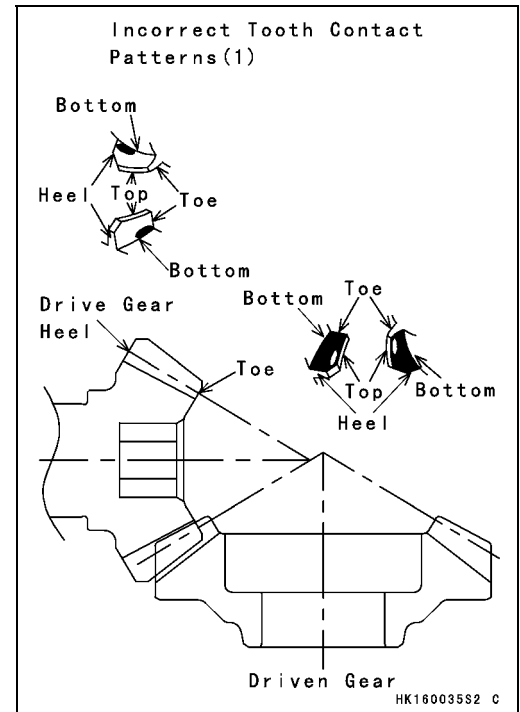 Incorrect Tooth Contact
Patterns(1)
Bottom
Heel
Top
Toe
Bottom
Drive Gear
Heel
Toe
Bottom
Toe
Top
Bottom
Heel
Driven Gear
HK160035S2 C